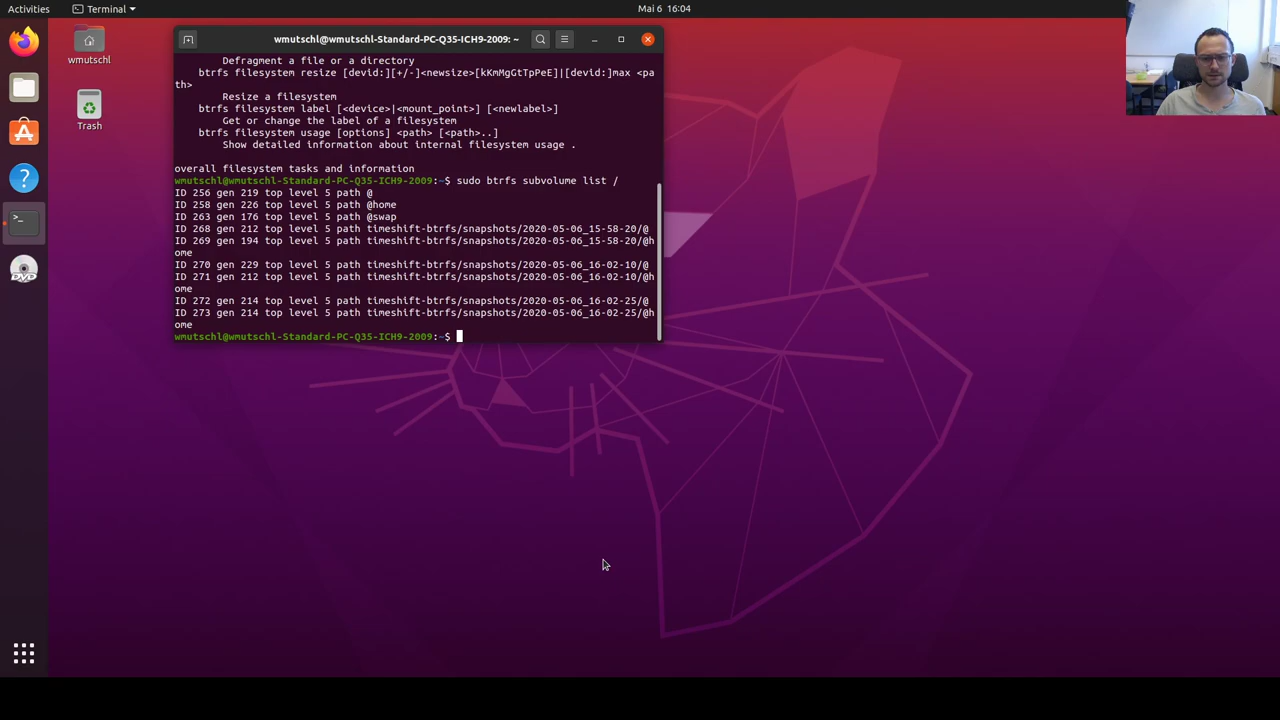 Activities
Terminal
Mai 6 16:04
wmutschl
Trash
wmutschl@wmutschl-Standard-PC-Q35-ICH9-2009: ~
Defragment a file or a directory
btrfs filesystem resize [devid:][+/-]<newsize>[kKmMgGtTpPeE]|[devid:]max <pa
th>
Resize a filesystem
btrfs filesystem label [<device>|<mount_point>] [<newlabel>]
Get or change the label of a filesystem
btrfs filesystem usage [options] <path> [<path>..]
Show detailed information about internal filesystem usage .
overall filesystem tasks and information
wmutschl@wmutschl-Standard-PC-Q35-ICH9-2009:~$ sudo btrfs subvolume list /
ID 256 gen 219 top level 5 path @
ID 258 gen 226 top level 5 path @home
ID 263 gen 176 top level 5 path @swap
ID 268 gen 212 top level 5 path timeshift-btrfs/snapshots/2020-05-06_15-58-20/@
ID 269 gen 194 top level 5 path timeshift-btrfs/snapshots/2020-05-06_15-58-20/@h
ome
ID 270 gen 229 top level 5 path timeshift-btrfs/snapshots/2020-05-06_16-02-10/@
ID 271 gen 212 top level 5 path timeshift-btrfs/snapshots/2020-05-06_16-02-10/@h
ome
ID 272 gen 214 top level 5 path timeshift-btrfs/snapshots/2020-05-06_16-02-25/@
ID 273 gen 214 top level 5 path timeshift-btrfs/snapshots/2020-05-06_16-02-25/@h
ome
wmutschl@wmutschl-Standard-PC-Q35-ICH9-2009:~$
DVD